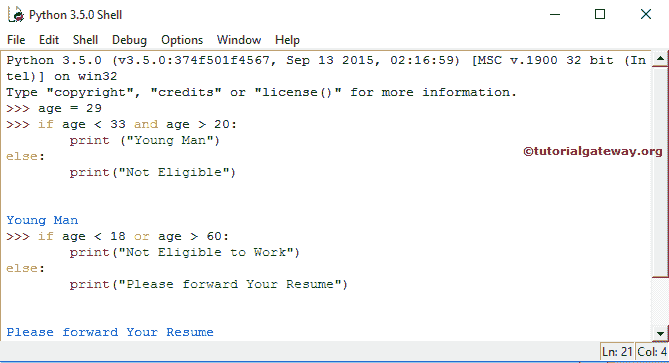 Python 3.5.0 Shell
File Edit Shell Debug Options Window Help
Python 3.5.0 (v3.5.0:374f501f4567, Sep 13 2015, 02:16:59) [MSC v.1900 32 bit (In
tel)] on win32
Type "copyright", "credits" or "license()" for more information.
>>> age = 29
>>> if age < 33 and age > 20:
        print ("Young Man")
©tutorialgateway.org
else:
        print("Not Eligible")
Young Man
>>> if age < 18 or age > 60:
        print("Not Eligible to Work")
else:
        print("Please forward Your Resume")
Please forward Your Resume
Ln: 21 Col: 4